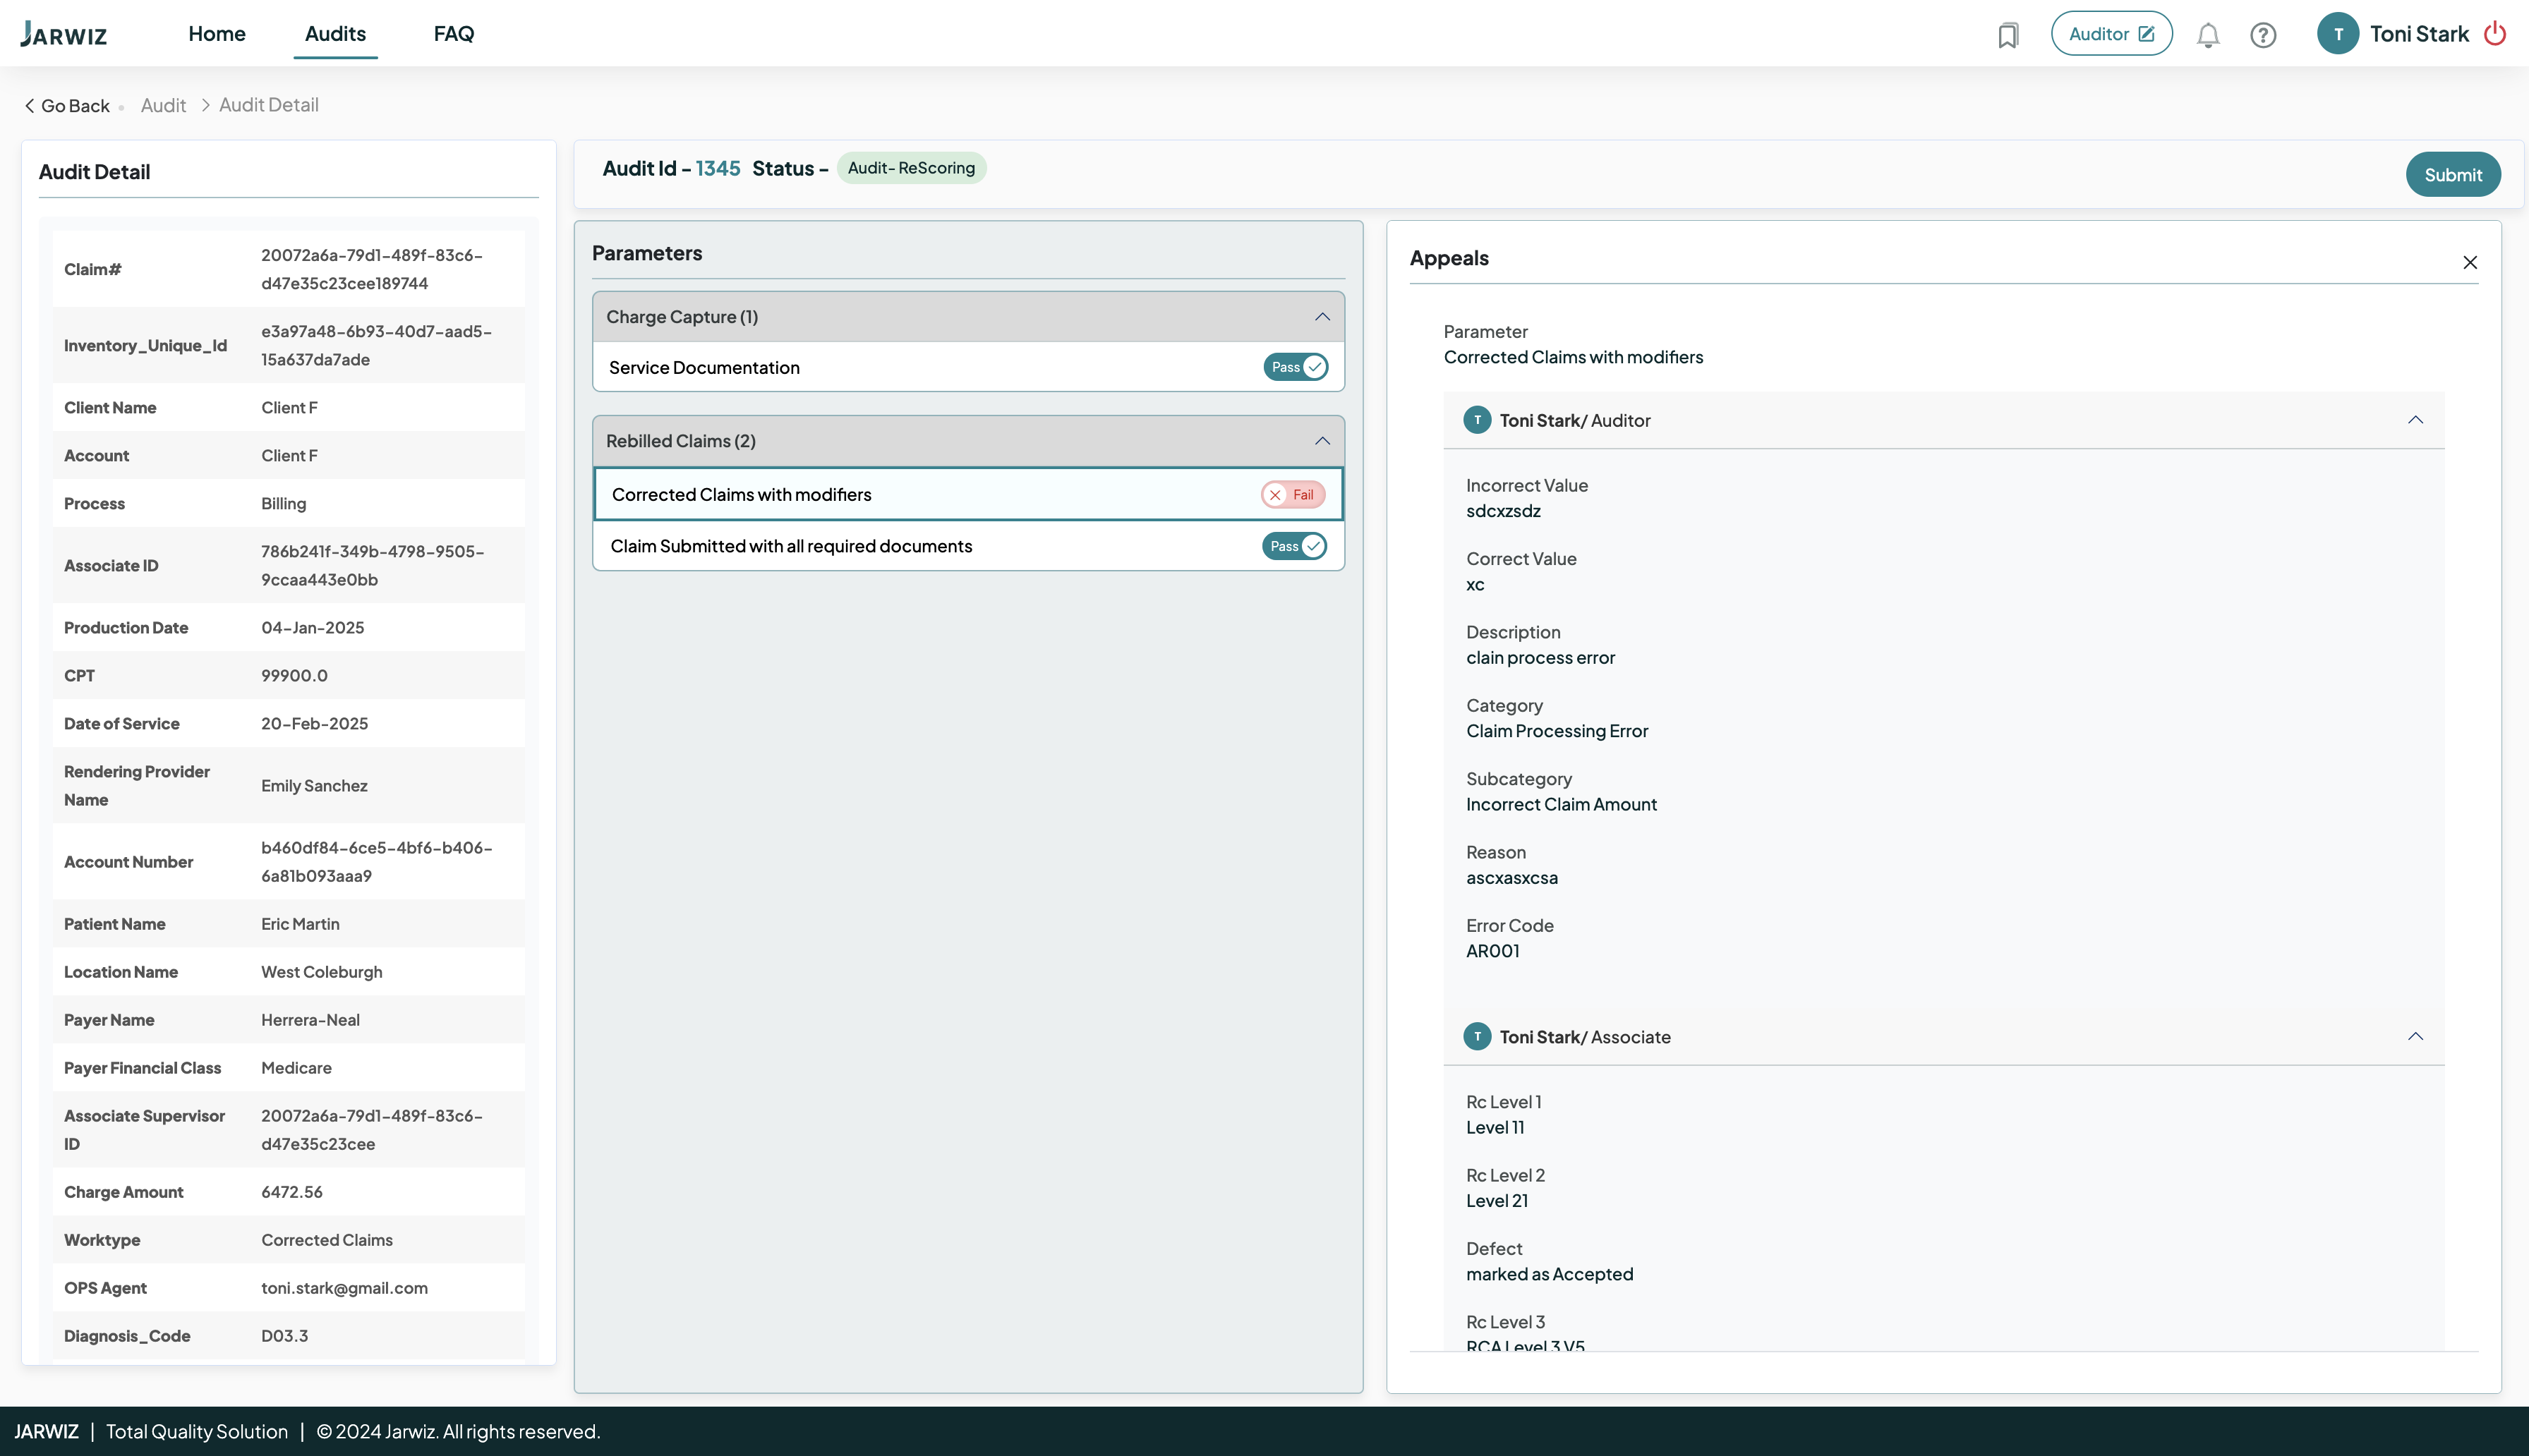 JARWIZ
Home
Audits
FAQ
Auditor
T
Toni Stark
Go Back
Audit
Audit Detail
Audit Detail
Claim#
20072a6a-79d1-489f-83c6-
d47e35c23cee189744
Inventory_Unique_Id
e3a97a48-6b93-40d7-aad5-
15a637da7ade
Client Name
Client F
Account
Client F
Process
Billing
Associate ID
786b241f-349b-4798-9505-
9ccaa443e0bb
Production Date
04-Jan-2025
CPT
99900.0
Date of Service
20-Feb-2025
Rendering Provider
Name
Emily Sanchez
Account Number
b460df84-6ce5-4bf6-b406-
6a81b093aaa9
Patient Name
Eric Martin
Location Name
West Coleburgh
Payer Name
Herrera-Neal
Payer Financial Class
Medicare
Associate Supervisor
ID
20072a6a-79d1-489f-83c6-
d47e35c23cee
Charge Amount
6472.56
Worktype
Corrected Claims
OPS Agent
toni.stark@gmail.com
Diagnosis_Code
D03.3
Audit Id - 1345 Status - Audit- ReScoring
Submit
Parameters
Charge Capture (1)
Service Documentation
Pass
Rebilled Claims (2)
Corrected Claims with modifiers
Fail
Claim Submitted with all required documents
Pass
Appeals
Parameter
Corrected Claims with modifiers
T
Toni Stark/ Auditor
Incorrect Value
sdcxzsdz
Correct Value
xc
Description
clain process error
Category
Claim Processing Error
Subcategory
Incorrect Claim Amount
Reason
ascxasxcsa
Error Code
AR001
T
Toni Stark/ Associate
Rc Level 1
Level 11
Rc Level 2
Level 21
Defect
marked as Accepted
Rc Level 3
RCA Level 3 V5
JARWIZ | Total Quality Solution | © 2024 Jarwiz. All rights reserved.